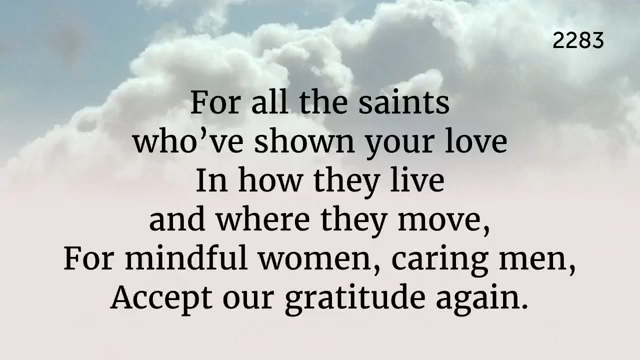 2283
For all the saints
who’ve shown your love
In how they live
and where they move,
For mindful women, caring men,
Accept our gratitude again.